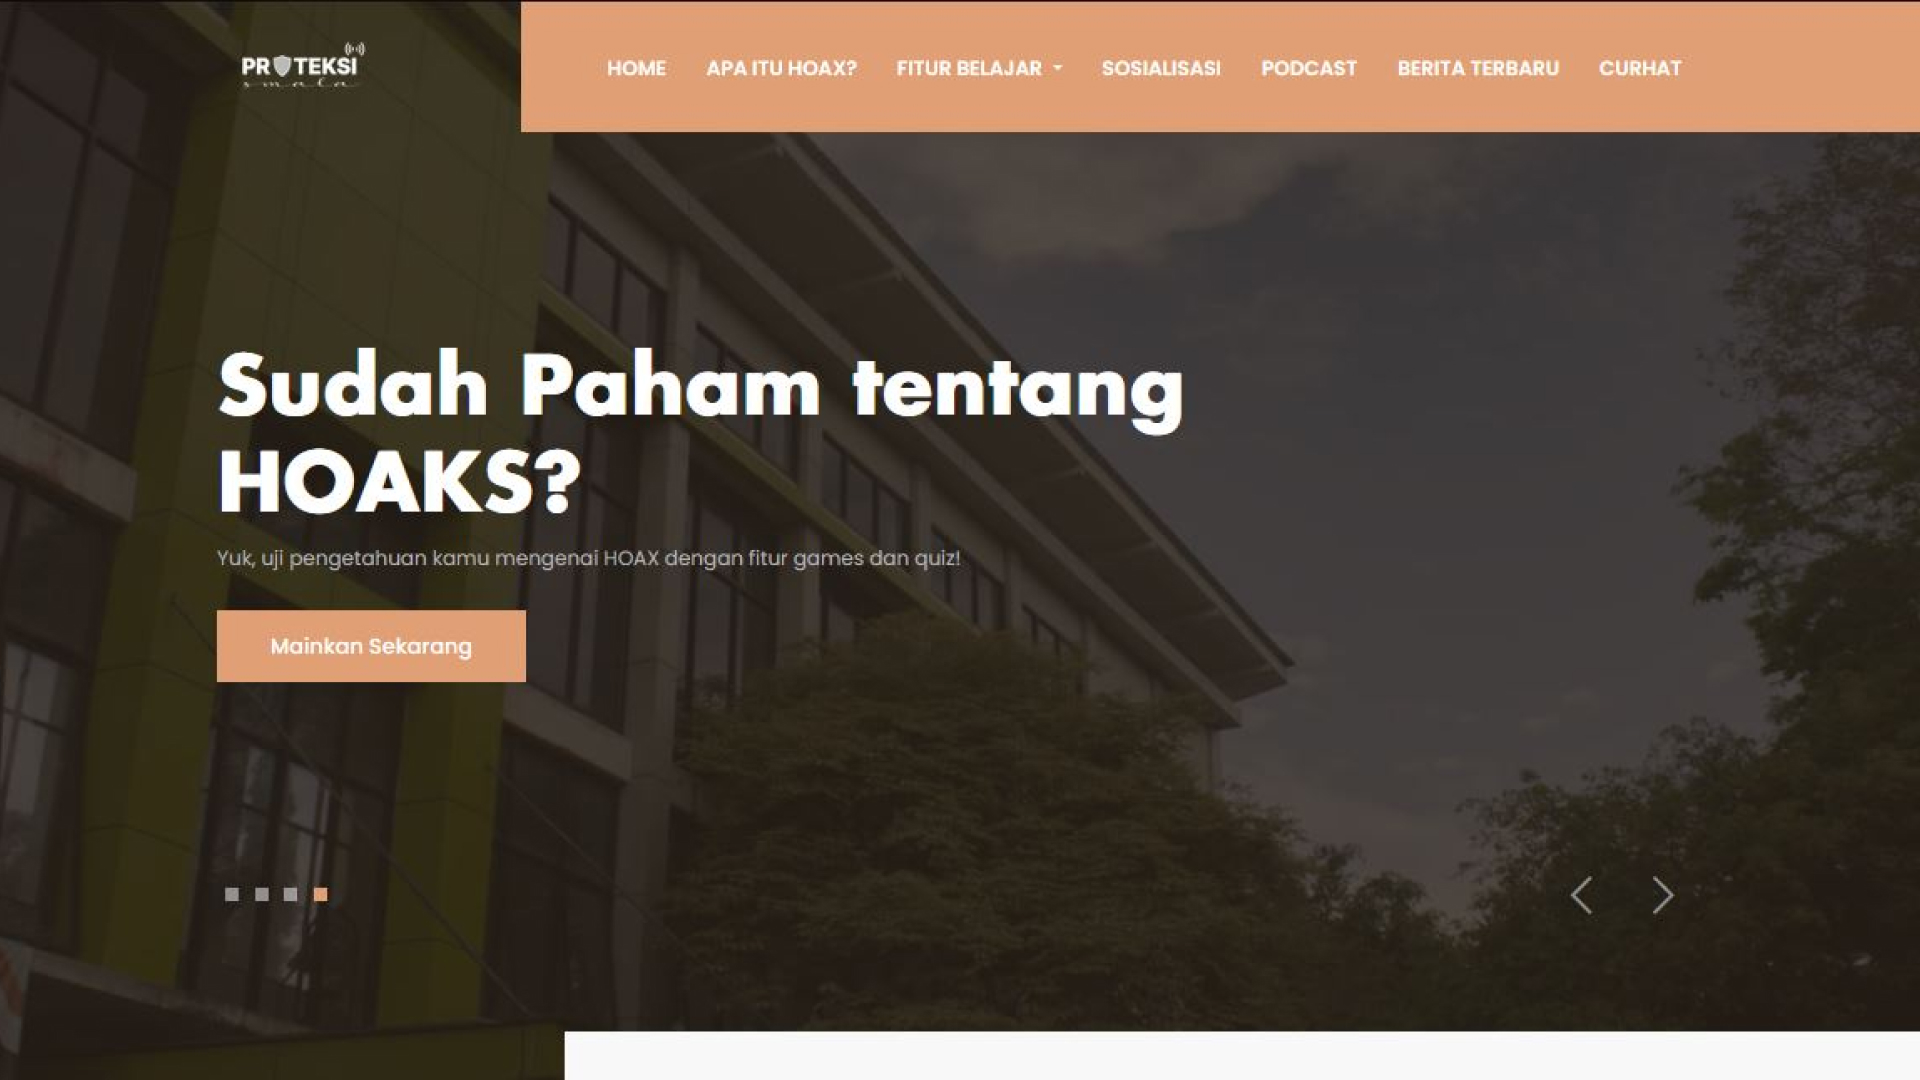 PROTEKSI
smala
HOME APA ITU HOAX? FITUR BELAJAR SOSIALISASI PODCAST BERITA TERBARU CURHAT
Sudah Paham tentang
HOAKS?
Yuk, uji pengetahuan kamu mengenai HOAX dengan fitur games dan quiz!
Mainkan Sekarang